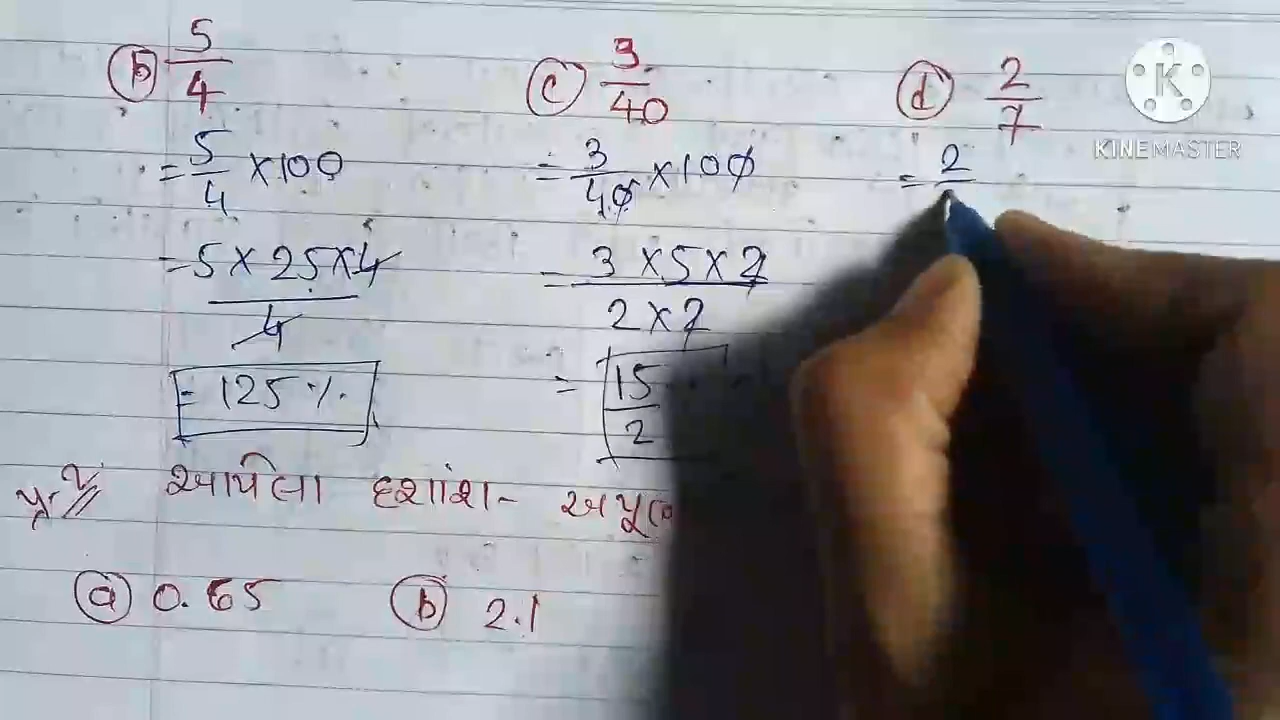 (b) 5/4
= 5/4 ×100
= 5×25×4/4
= 125 %.
(c) 3/40
= 3/40 ×100
= 3×5×2/2×2
= 15/2
(d) 2/7
= 2
પ્ર.૨ આપેલા દશાંશ-
(a) 0.65 (b) 2.1
KINEMASTER